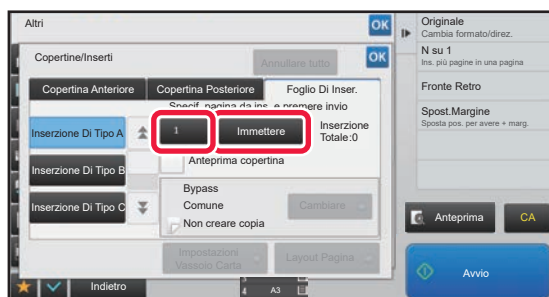 Altri
OK
Copertine/Inserti
Annullare tutto
OK
Copertina Anteriore
Copertina Posteriore
Foglio Di Inser.
Specif. pagina da ins. e premere invio
Inserzione Di Tipo A
1
Immettere
Inserzione
Totale:0
Anteprima copertina
Inserzione Di Tipo B
Bypass
Comune
Non creare copia
Cambiare
Inserzione Di Tipo C
Impostazioni
Vassoio Carta
Layout Pagina
Indietro
3
4
A3
Originale
Cambia formato/direz.
N su 1
Ins. più pagine in una pagina
Fronte Retro
Spost.Margine
Sposta pos. per avere + marg.
Anteprima
CA
Avvio